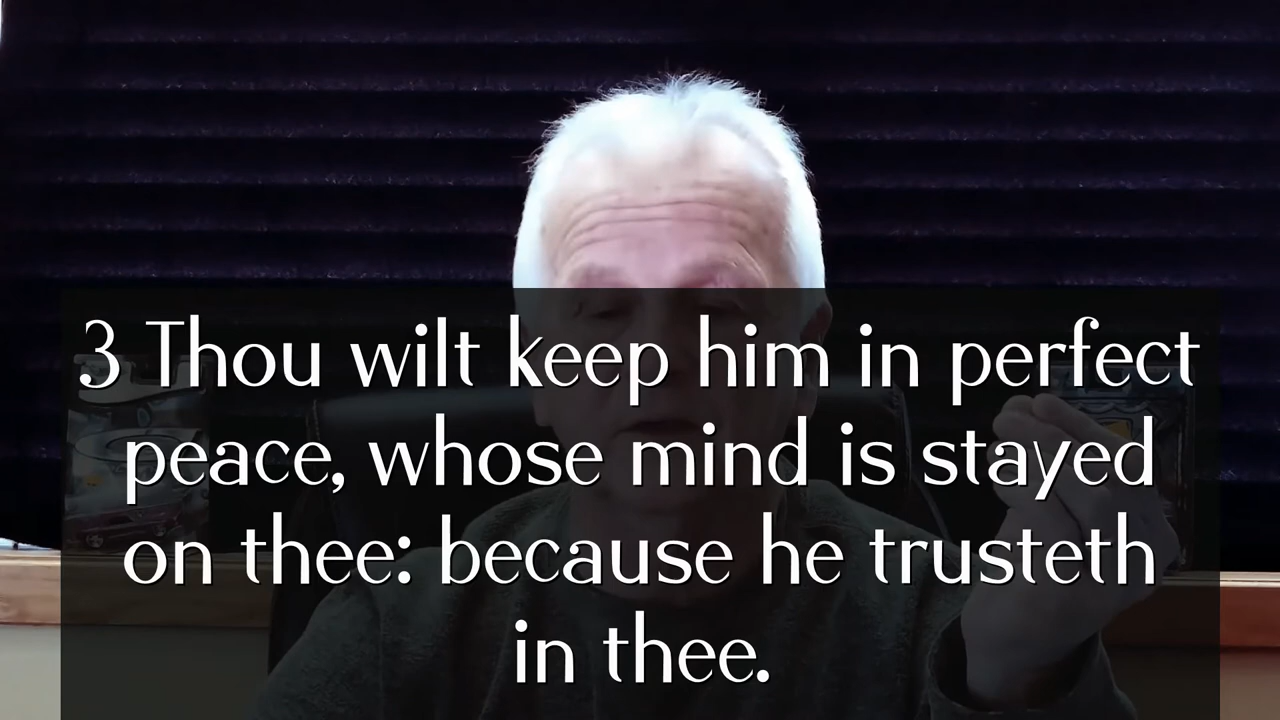 3 Thou wilt keep him in perfect
peace, whose mind is stayed
on thee: because he trusteth
in thee.